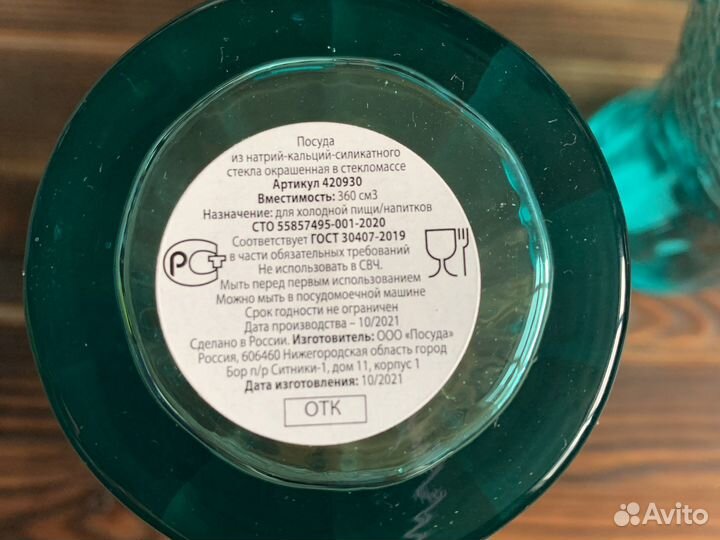 Посуда
из натрий-кальций-силикатного
стекла окрашенная в стекломассе
Артикул 420930
Вместимость: 360 см3
Назначение: для холодной пищи/напитков
СТО 55857495-001-2020
Соответствует ГОСТ 30407-2019
в части обязательных требований
Не использовать в СВЧ.
Мыть перед первым использованием
Можно мыть в посудомоечной машине
Срок годности не ограничен
Дата производства – 10/2021
Сделано в России. Изготовитель: ООО «Посуда»
Россия, 606460 Нижегородская область город
Бор п/р Ситники-1, дом 11, корпус 1
Дата изготовления: 10/2021
ОТК
РСТ
Avito